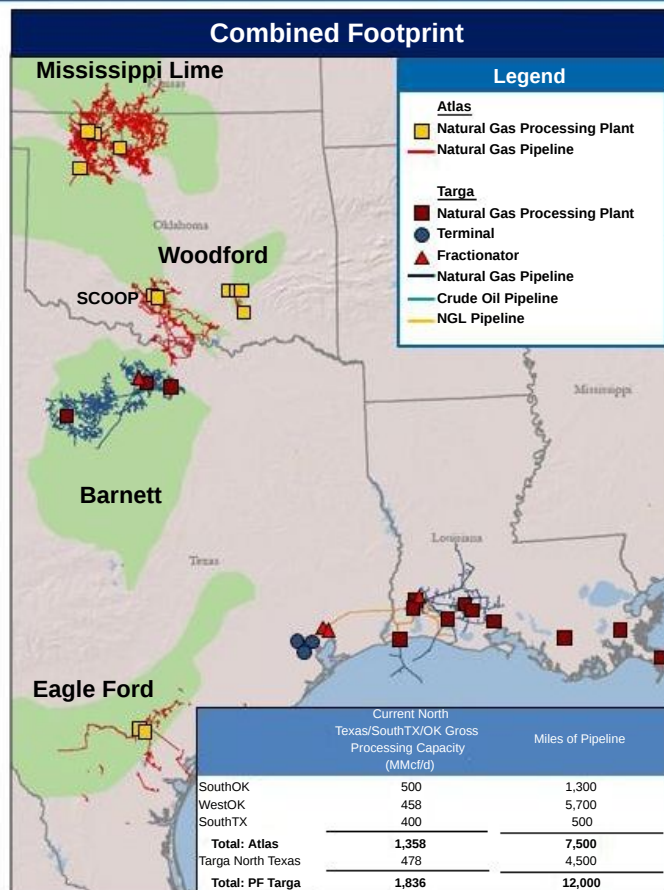 Combined Footprint
Mississippi Lime
Kansas
Legend
Atlas
Natural Gas Processing Plant
Natural Gas Pipeline
Targa
Natural Gas Processing Plant
Terminal
Fractionator
Natural Gas Pipeline
Crude Oil Pipeline
NGL Pipeline
Oklahoma
Woodford
SCOOP
Mississippi
Barnett
Louisiana
Texas
Eagle Ford
Current North
Texas/SouthTX/OK Gross
Processing Capacity
(MMcf/d)
Miles of Pipeline
SouthOK 500 1,300
WestOK 458 5,700
SouthTX 400 500
Total: Atlas 1,358 7,500
Targa North Texas 478 4,500
Total: PF Targa 1,836 12,000